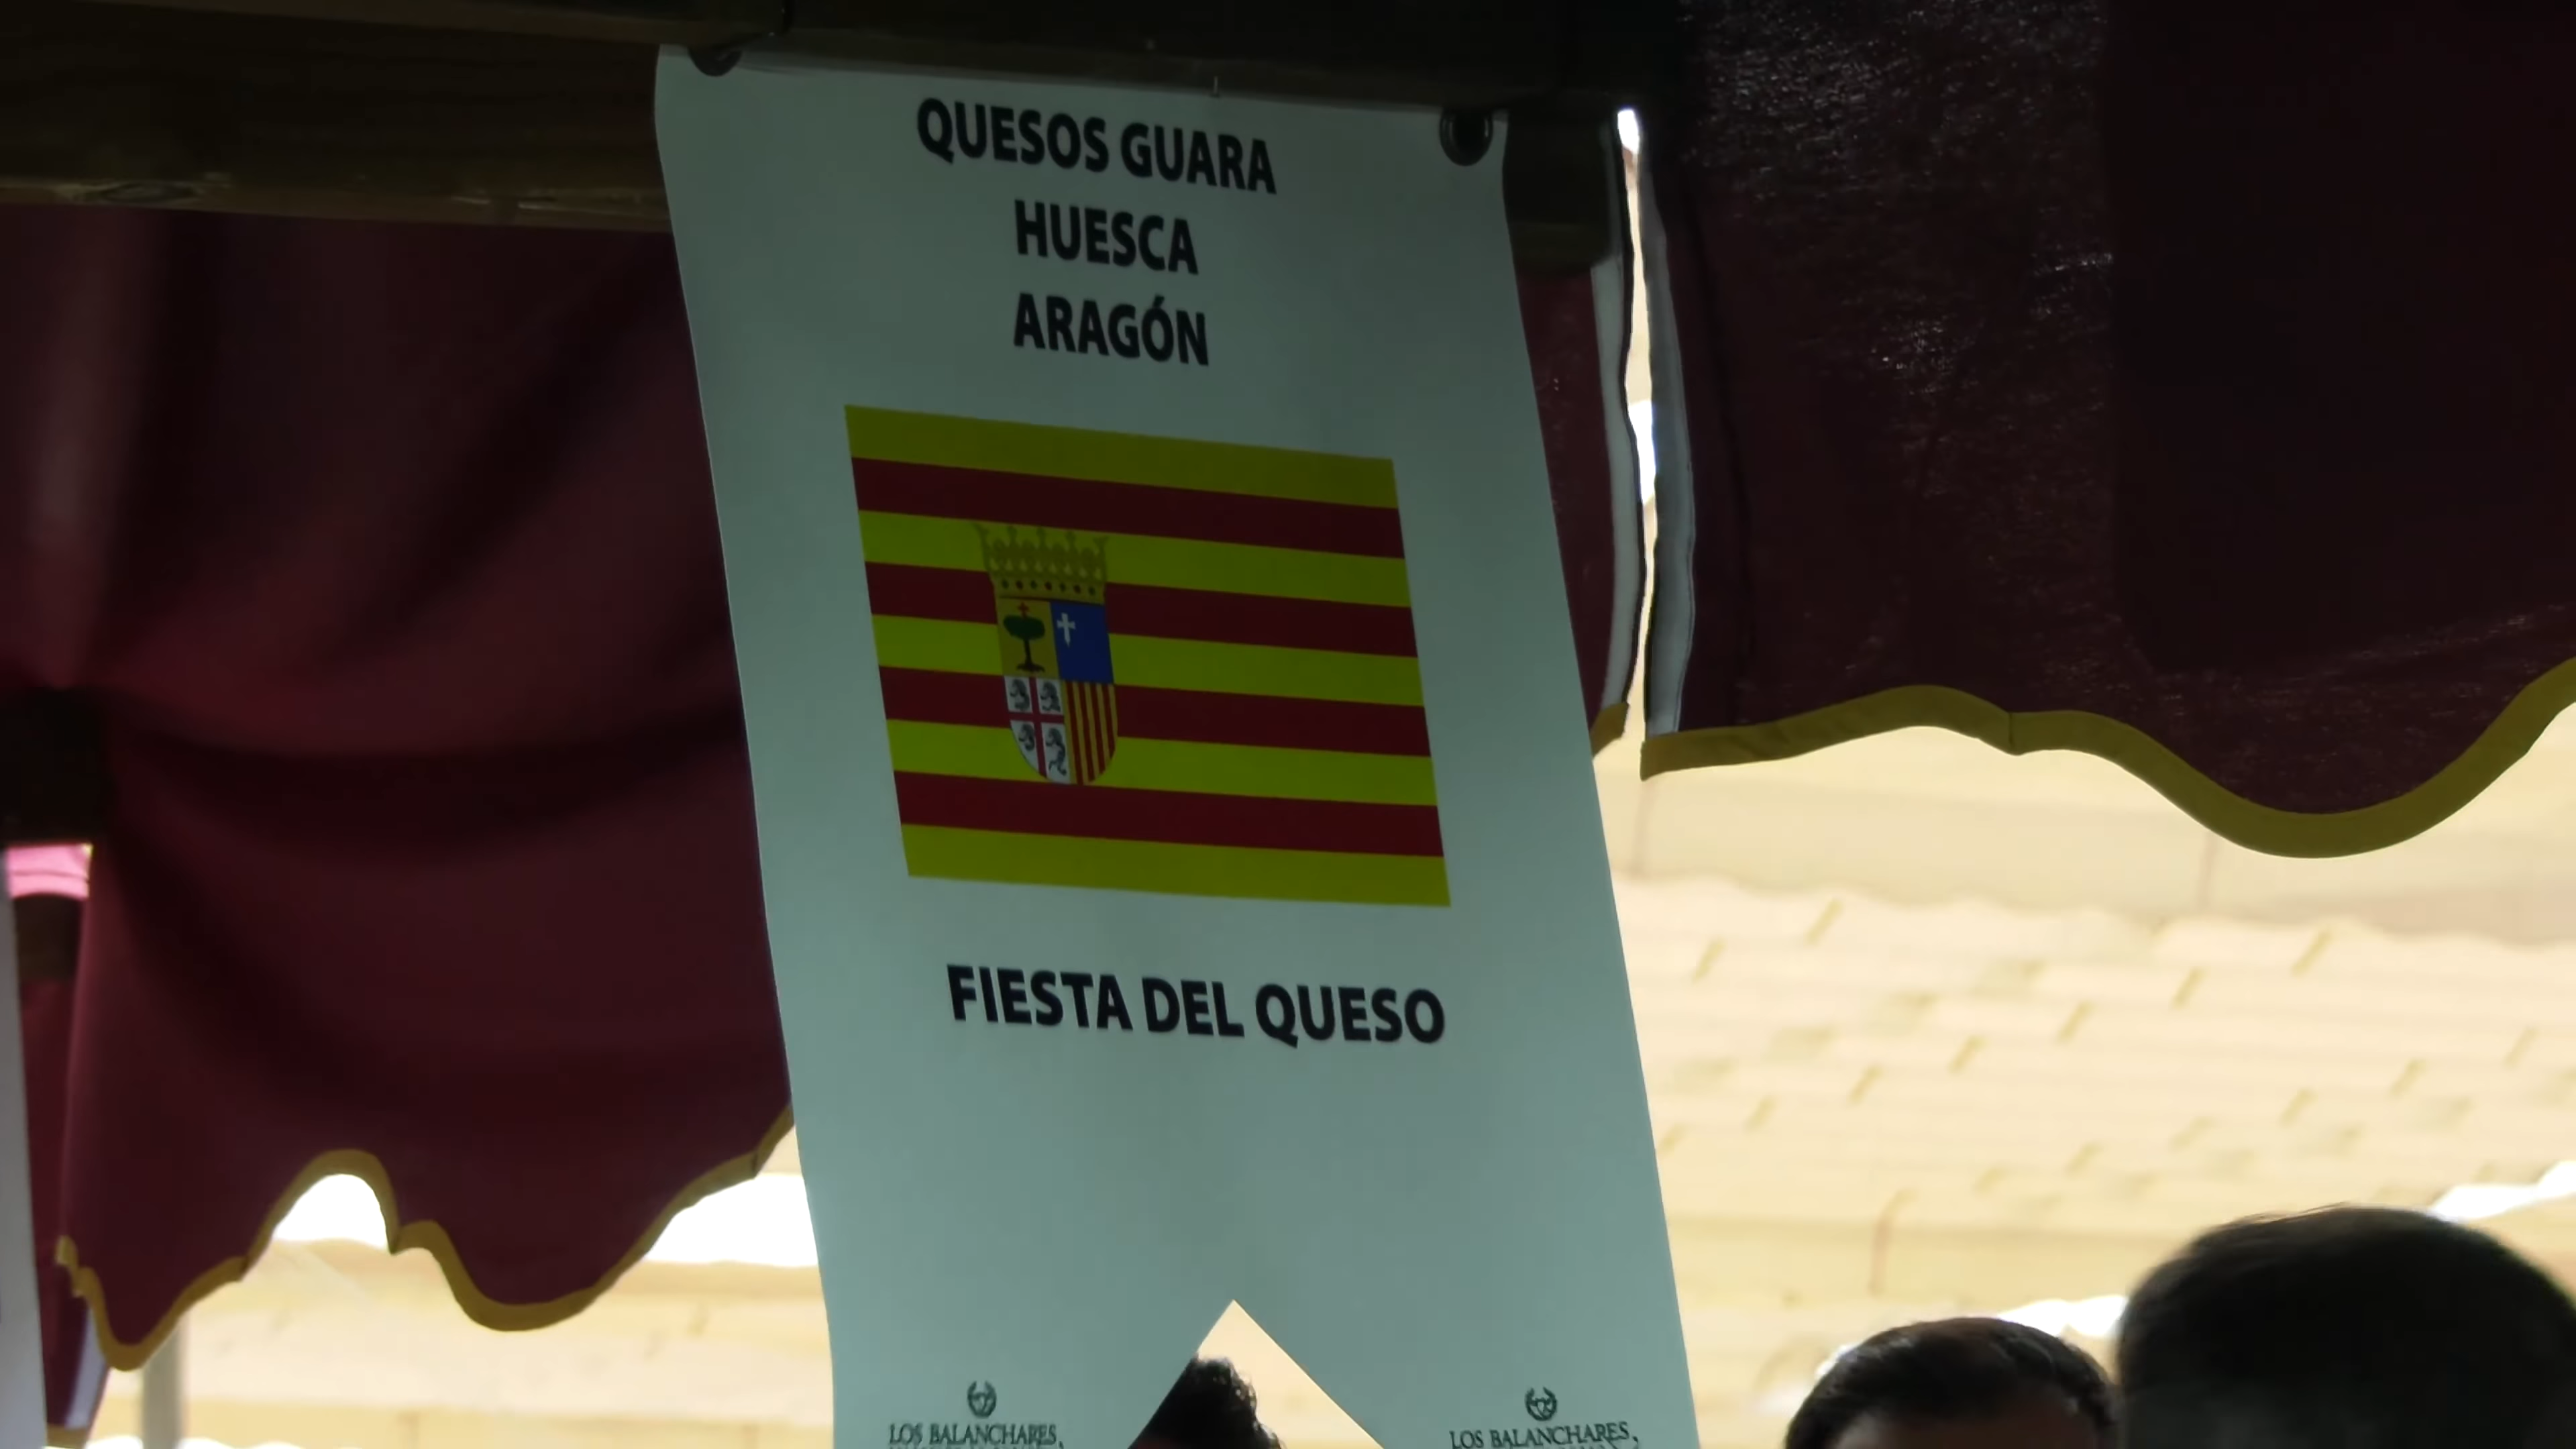 QUESOS GUARA
HUESCA
ARAGÓN
FIESTA DEL QUESO
LOS BALANCHARES,
LOS BALANCHARES,